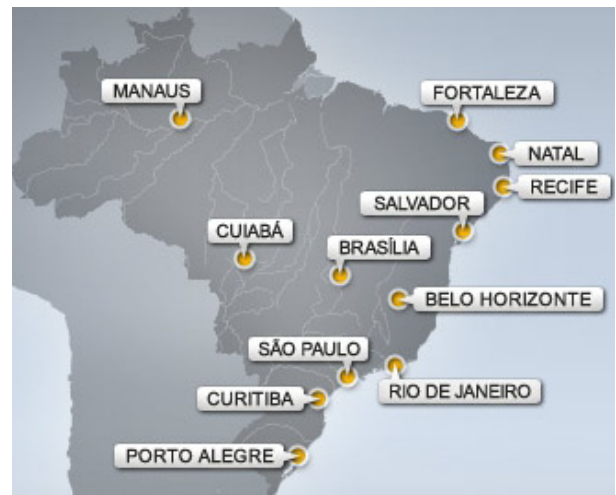 MANAUS
FORTALEZA
NATAL
RECIFE
SALVADOR
CUIABÁ
BRASÍLIA
BELO HORIZONTE
SÃO PAULO
RIO DE JANEIRO
CURITIBA
PORTO ALEGRE